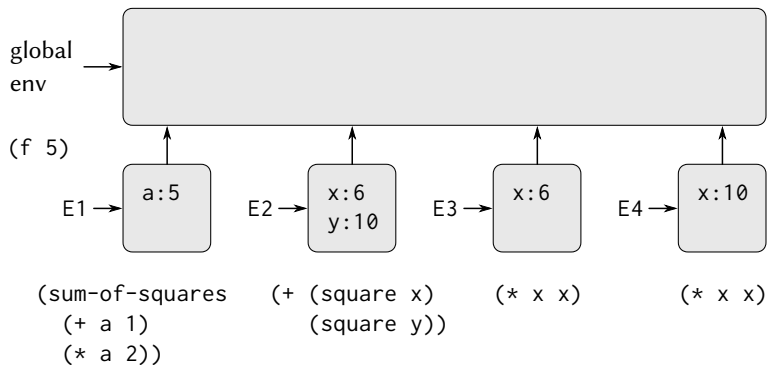 global
env
(f 5)
E1
a:5
E2
x:6
y:10
E3
x:6
E4
x:10
(sum-of-squares
(+ a 1)
(* a 2))
(+ (square x)
(square y))
(* x x)
(* x x)